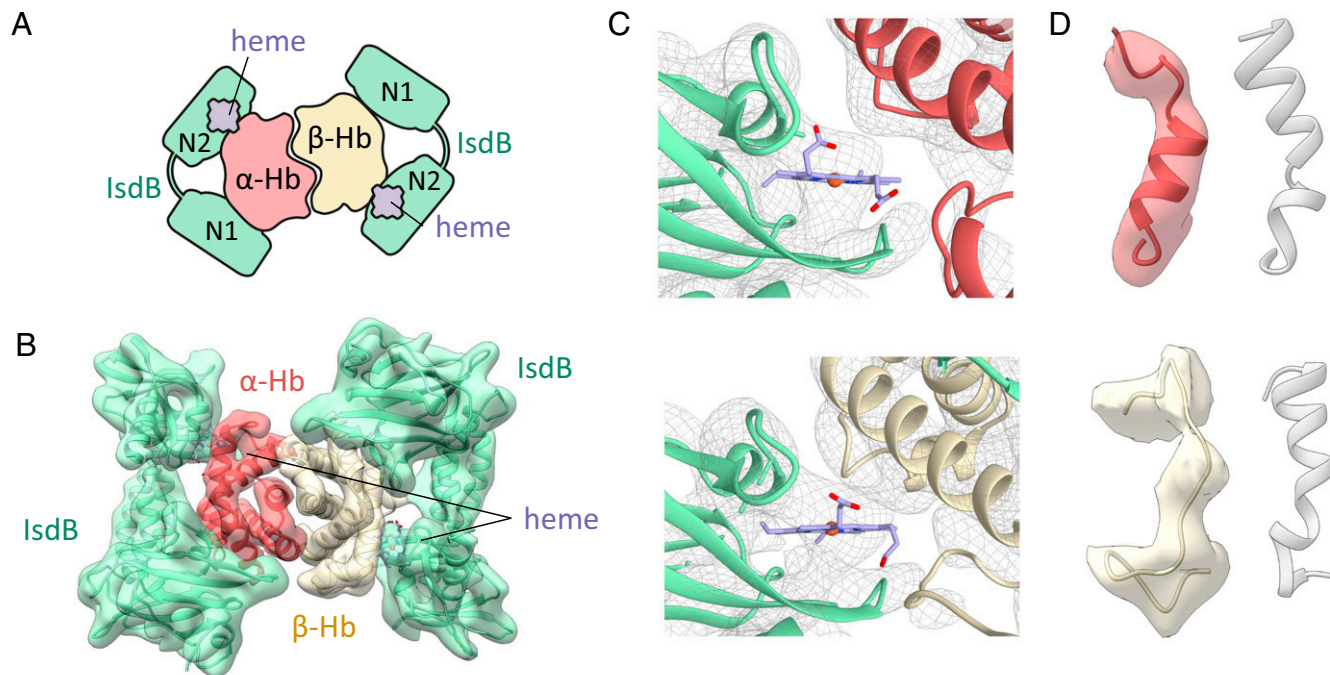 A
heme
N1
β-Hb
N2
IsdB
α-Hb
IsdB
N2
N1
heme
B
IsdB
α-Hb
heme
IsdB
β-Hb
C
D